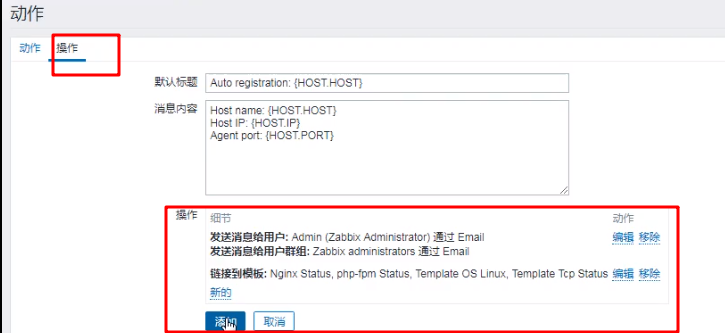 动作
动作 操作
默认标题 Auto registration: {HOST.HOST}
消息内容 Host name: {HOST.HOST}
Host IP: {HOST.IP}
Agent port: {HOST.PORT}
操作 细节 动作
发送消息给用户: Admin (Zabbix Administrator) 通过 Email 编辑 移除
发送消息给用户群组: Zabbix administrators 通过 Email
链接到模板: Nginx Status, php-fpm Status, Template OS Linux, Template Tcp Status 编辑 移除
新的
添加 取消